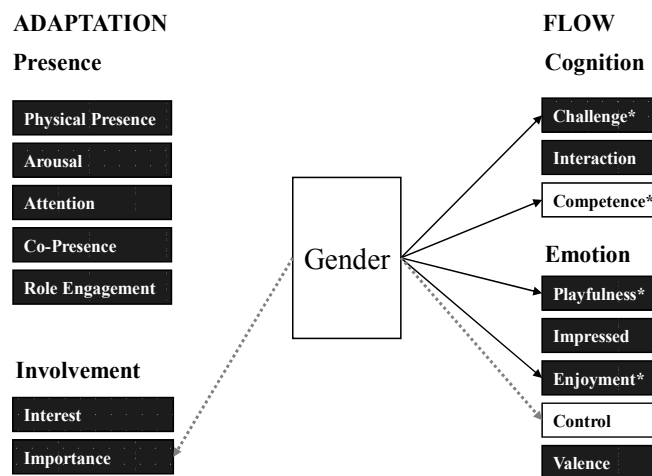 ADAPTATION
Presence
Physical Presence
Arousal
Attention
Co-Presence
Role Engagement
Involvement
Interest
Importance
Gender
FLOW
Cognition
Challenge*
Interaction
Competence*
Emotion
Playfulness*
Impressed
Enjoyment*
Control
Valence